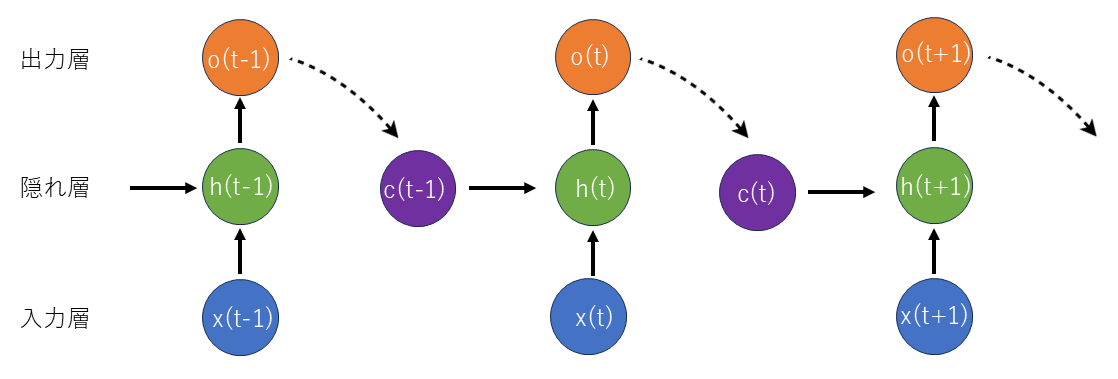 出力層
o(t-1)
o(t)
o(t+1)
隠れ層
h(t-1)
c(t-1)
h(t)
c(t)
h(t+1)
入力層
x(t-1)
x(t)
x(t+1)